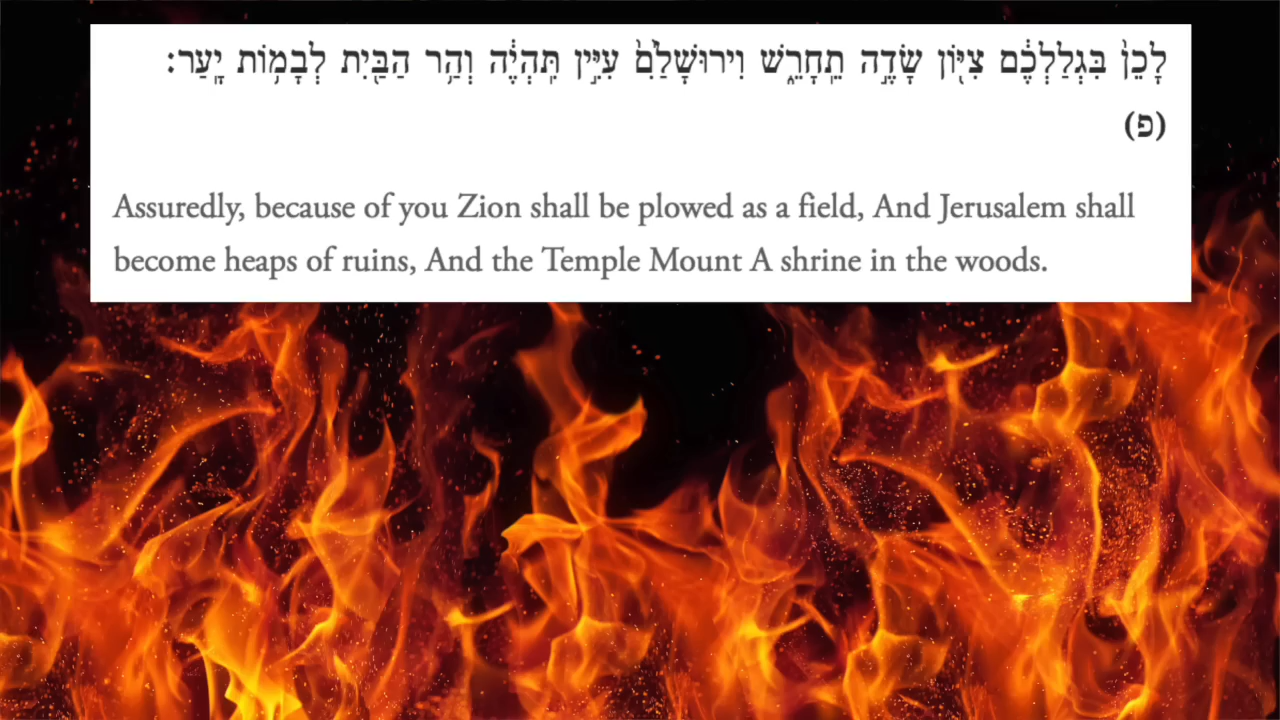 לָכֵן֙ בִּגְלַלְכֶ֔ם צִיּ֖וֹן שָׂדֶ֣ה תֵֽחָרֵ֑שׁ וִירוּשָׁלַ֙͏ִם֙ עִיִּ֣ין תִּֽהְיֶ֔ה וְהַ֥ר הַבַּ֖יִת לְבָמ֥וֹת יָֽעַר׃
(פ)
Assuredly, because of you Zion shall be plowed as a field, And Jerusalem shall
become heaps of ruins, And the Temple Mount A shrine in the woods.